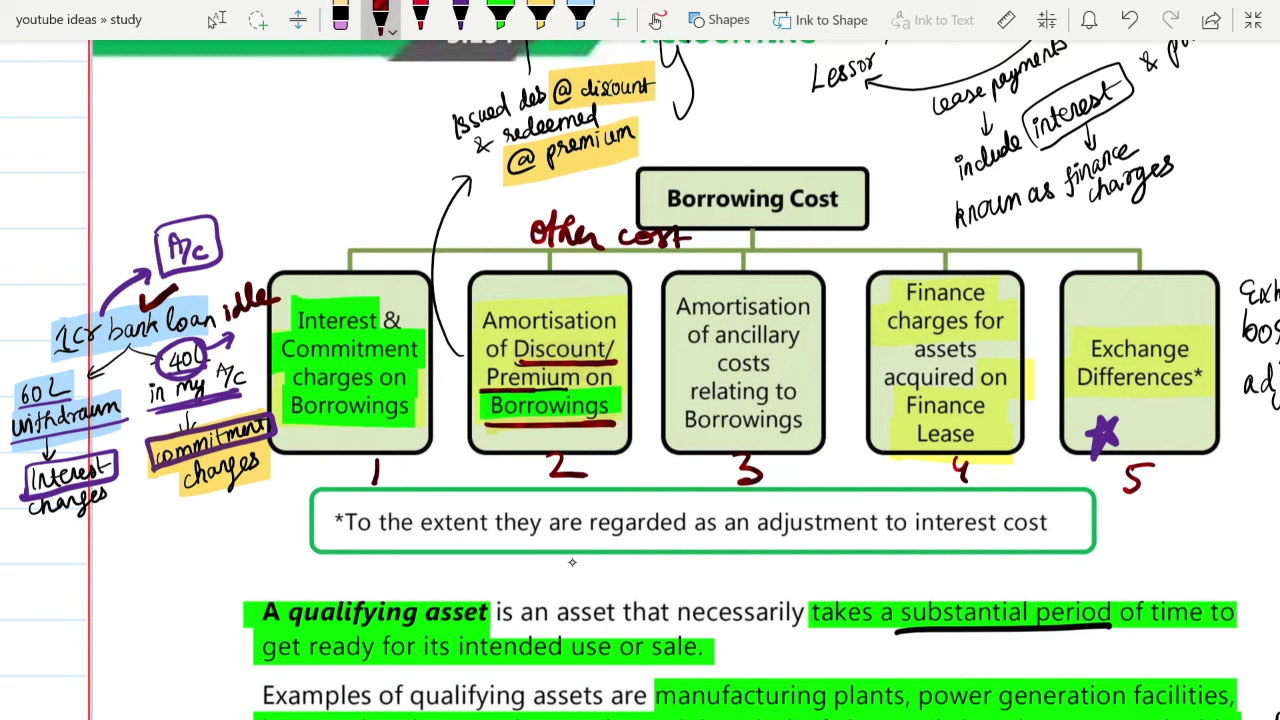 youtube ideas » study
Shapes
Ink to Shape
Ink to Text
ACCOUNTING
Issued deb @ discount
& redeemed
@ premium
Lessor
lease payments
include interest
known as finance
charges
&
Borrowing Cost
other cost
A/c
1cr bank loan idle
40L
in my A/c
commitment
charges
60L
withdrawn
Interest
charges
Interest &
Commitment
charges on
Borrowings
1
Amortisation
of Discount/
Premium on
Borrowings
2
Amortisation
of ancillary
costs
relating to
Borrowings
3
Finance
charges for
assets
acquired on
Finance
Lease
4
Exchange
Differences*
5
*To the extent they are regarded as an adjustment to interest cost
A qualifying asset is an asset that necessarily takes a substantial period of time to
get ready for its intended use or sale.
Examples of qualifying assets are manufacturing plants, power generation facilities,